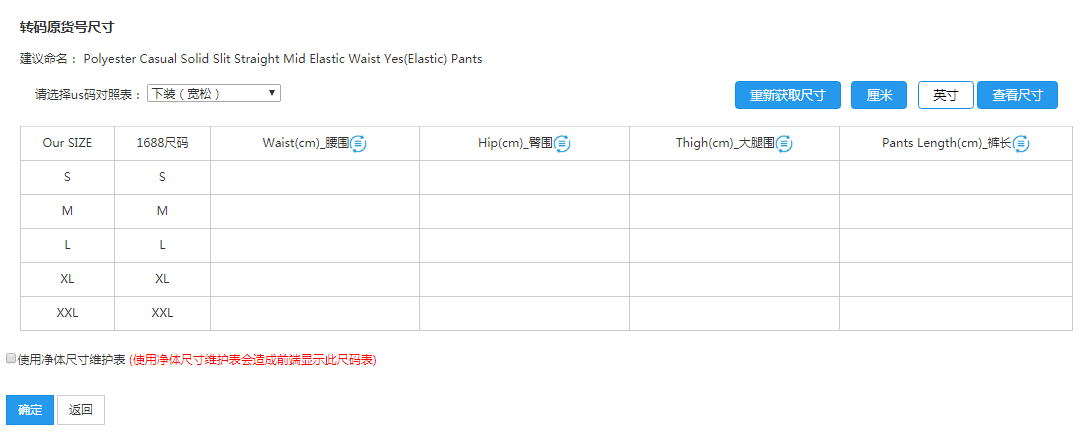 转码原货号尺寸
建议命名： Polyester Casual Solid Slit Straight Mid Elastic Waist Yes(Elastic) Pants
请选择us码对照表： 下装（宽松） 重新获取尺寸 厘米 英寸 查看尺寸
Our SIZE 1688尺码 Waist(cm)_腰围 Hip(cm)_臀围 Thigh(cm)_大腿围 Pants Length(cm)_裤长
S S
M M
L L
XL XL
XXL XXL
使用净体尺寸维护表 (使用净体尺寸维护表会造成前端显示此尺码表)
确定 返回